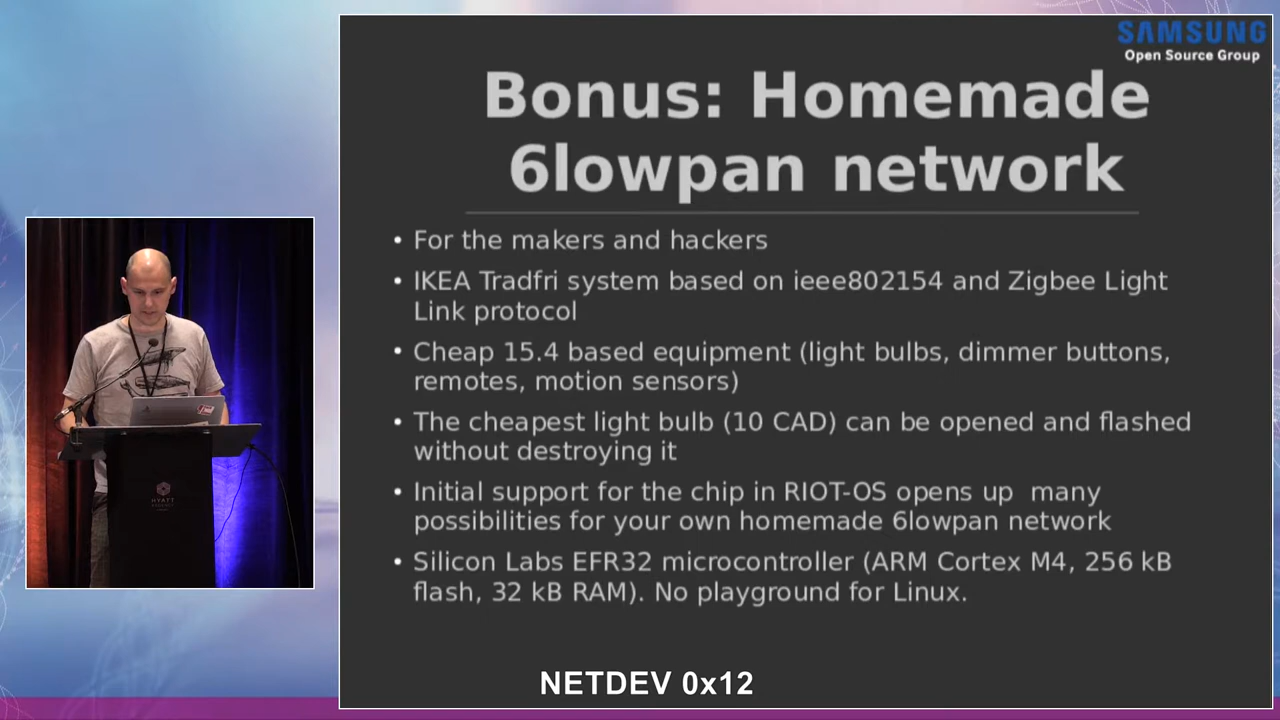 SAMSUNG
Open Source Group
Bonus: Homemade
6lowpan network
• For the makers and hackers
• IKEA Tradfri system based on ieee802154 and Zigbee Light
Link protocol
• Cheap 15.4 based equipment (light bulbs, dimmer buttons,
remotes, motion sensors)
• The cheapest light bulb (10 CAD) can be opened and flashed
without destroying it
• Initial support for the chip in RIOT-OS opens up  many
possibilities for your own homemade 6lowpan network
• Silicon Labs EFR32 microcontroller (ARM Cortex M4, 256 kB
flash, 32 kB RAM). No playground for Linux.
HYATT
NETDEV 0x12